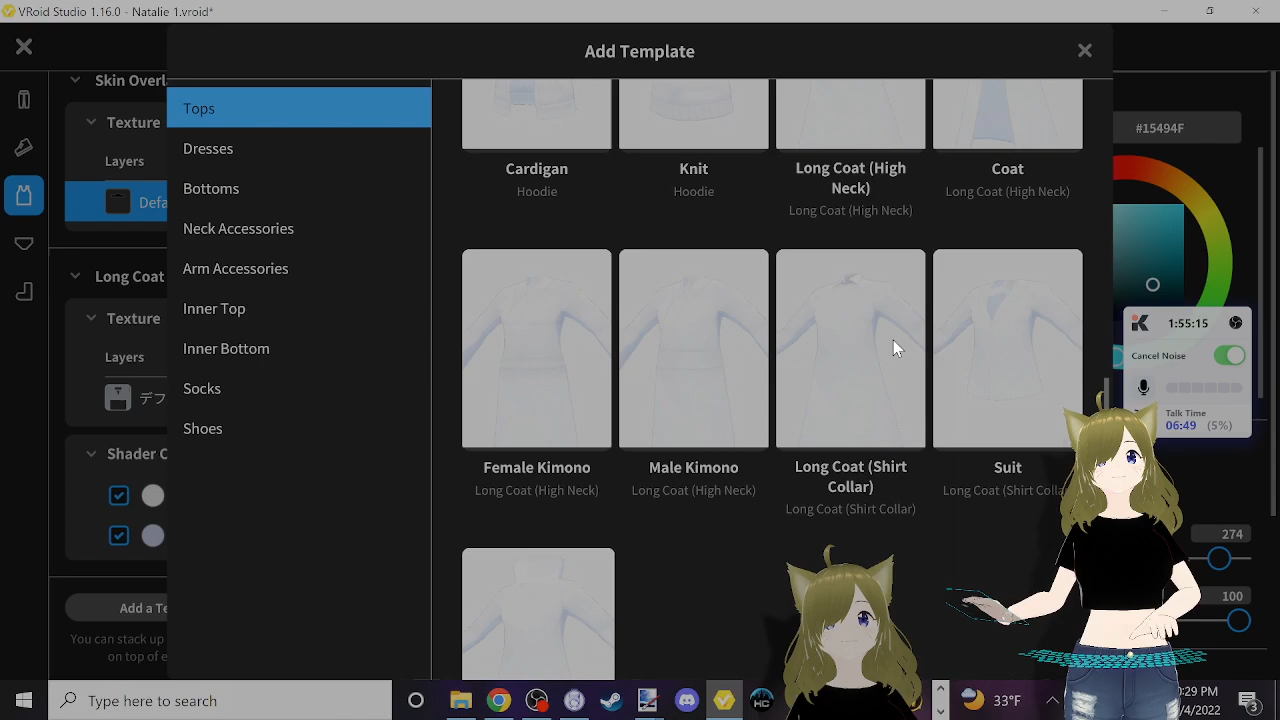 VRoid Studio 1.16.0 - Natalie 1.vroid*
Add Template
Skin Overl
Texture
Layers
Defa
Long Coat
Texture
Layers
デフ
Shader C
Add a Te
You can stack up
on top of e
Tops
Dresses
Bottoms
Neck Accessories
Arm Accessories
Inner Top
Inner Bottom
Socks
Shoes
Cardigan
Hoodie
Knit
Hoodie
Long Coat (High
Neck)
Long Coat (High Neck)
Coat
Long Coat (High Neck)
Female Kimono
Long Coat (High Neck)
Male Kimono
Long Coat (High Neck)
Long Coat (Shirt
Collar)
Long Coat (Shirt Collar)
Suit
Long Coat (Shirt Colla
#15494F
1:55:15
Cancel Noise
Talk Time
06:49 (5%)
274
100
Type here to search
HC
33°F
0:29 PM
/4/2022
3